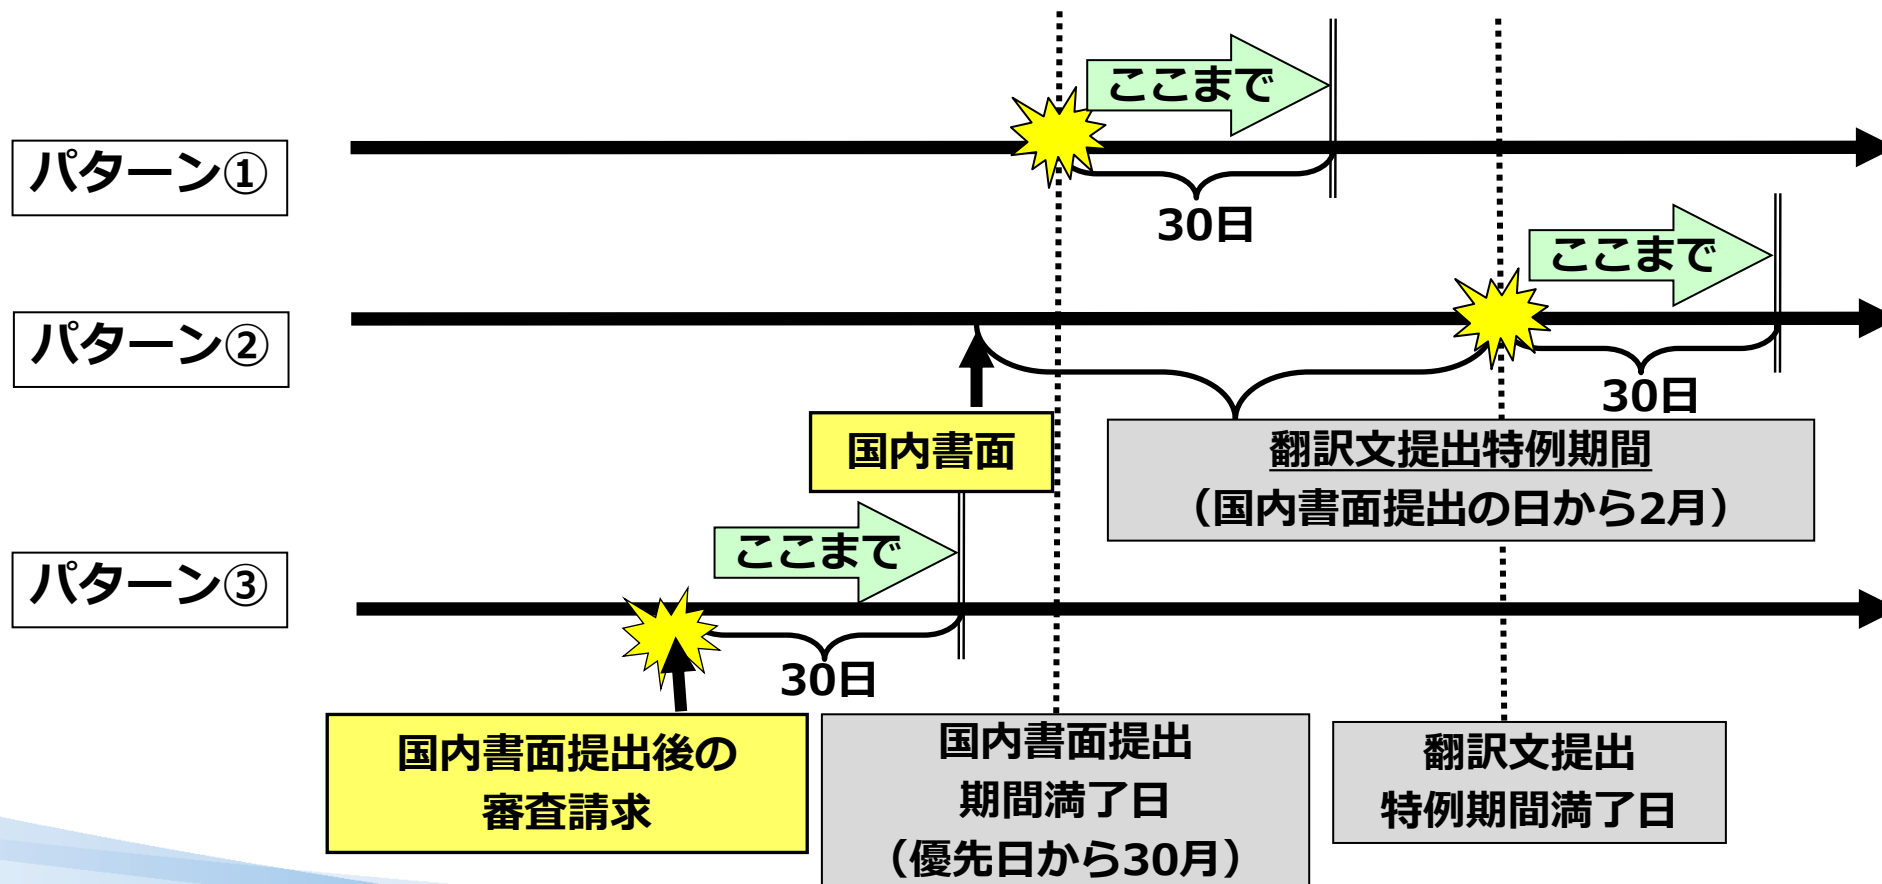 ここまで
パターン①
30日
ここまで
パターン②
30日
国内書面
翻訳文提出特例期間
（国内書面提出の日から2月）
ここまで
パターン③
30日
国内書面提出後の
審査請求
国内書面提出
期間満了日
（優先日から30月）
翻訳文提出
特例期間満了日